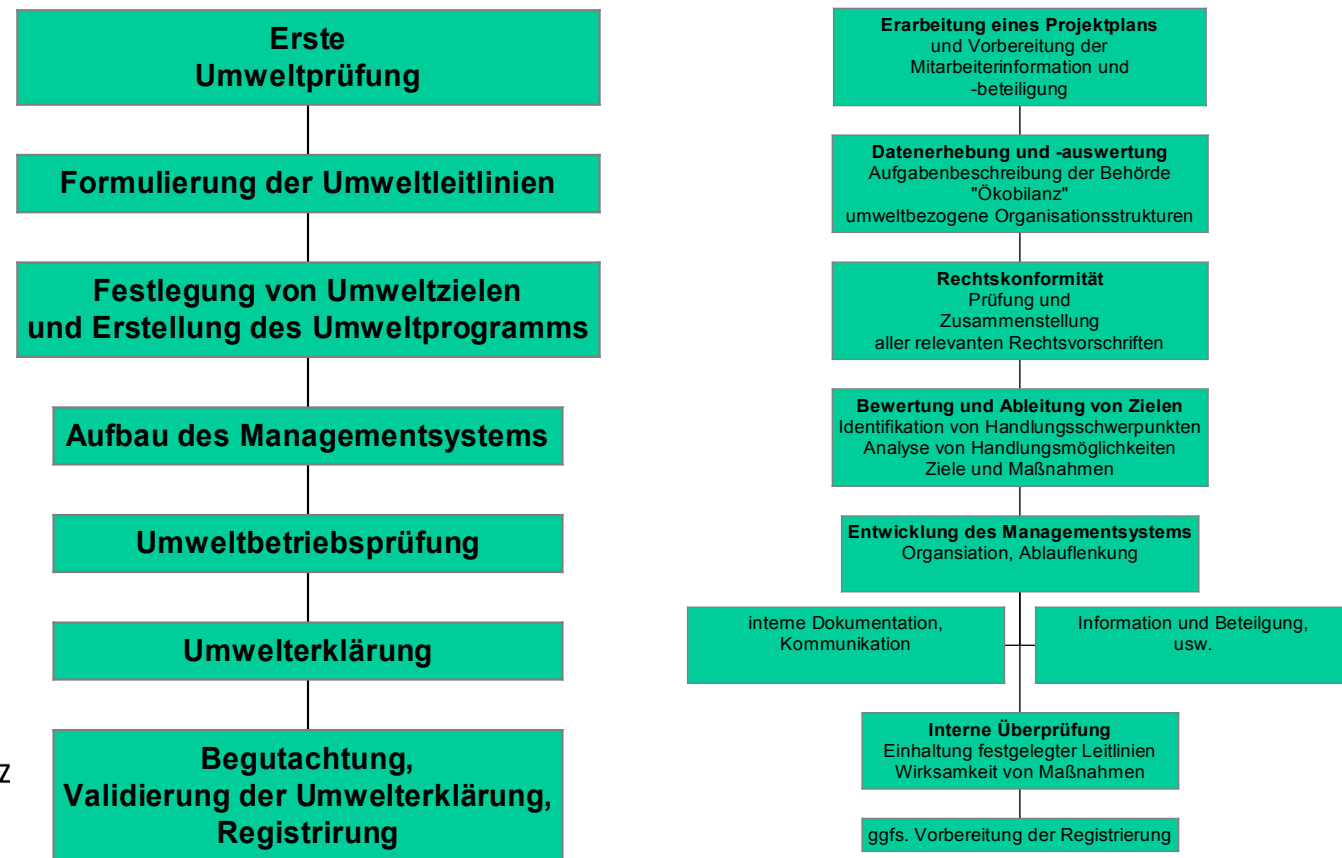 Erste
Umweltprüfung
Formulierung der Umweltleitlinien
Festlegung von Umweltzielen
und Erstellung des Umweltprogramms
Aufbau des Managementsystems
Umweltbetriebsprüfung
Umwelterklärung
z
Begutachtung,
Validierung der Umwelterklärung,
Registrirung
Erarbeitung eines Projektplans
und Vorbereitung der
Mitarbeiterinformation und
-beteiligung
Datenerhebung und -auswertung
Aufgabenbeschreibung der Behörde
"Ökobilanz"
umweltbezogene Organisationsstrukturen
Rechtskonformität
Prüfung und
Zusammenstellung
aller relevanten Rechtsvorschriften
Bewertung und Ableitung von Zielen
Identifikation von Handlungsschwerpunkten
Analyse von Handlungsmöglichkeiten
Ziele und Maßnahmen
Entwicklung des Managementsystems
Organsiation, Ablauflenkung
interne Dokumentation,
Kommunikation
Information und Beteilgung,
usw.
Interne Überprüfung
Einhaltung festgelegter Leitlinien
Wirksamkeit von Maßnahmen
ggfs. Vorbereitung der Registrierung